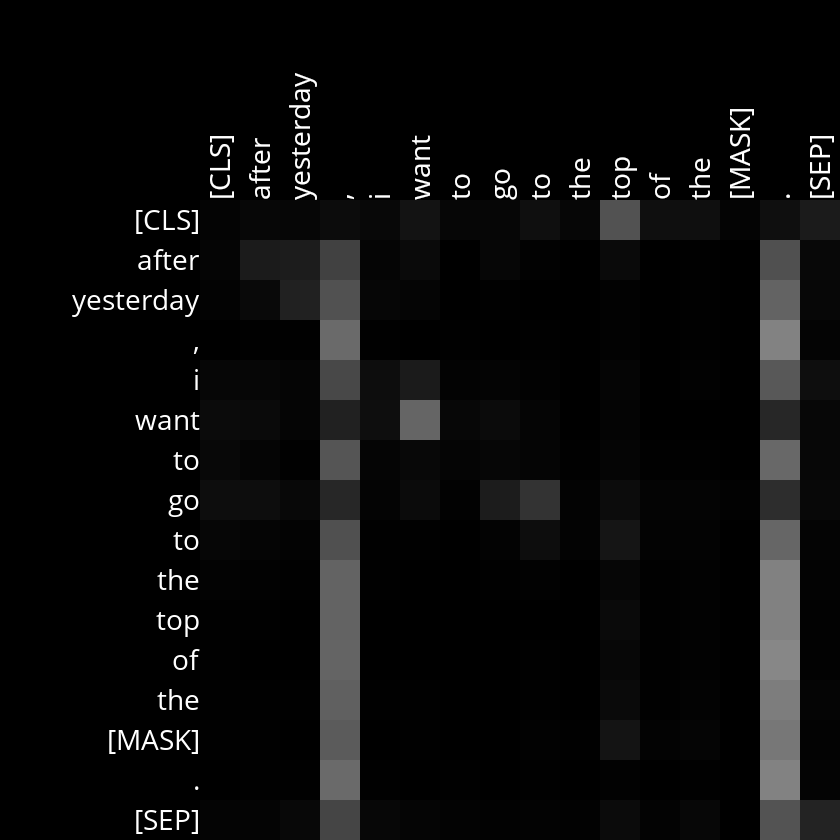 [CLS] after yesterday , i want to go to the top of the [MASK] . [SEP]
[CLS]
after
yesterday
,
i
want
to
go
to
the
top
of
the
[MASK]
.
[SEP]